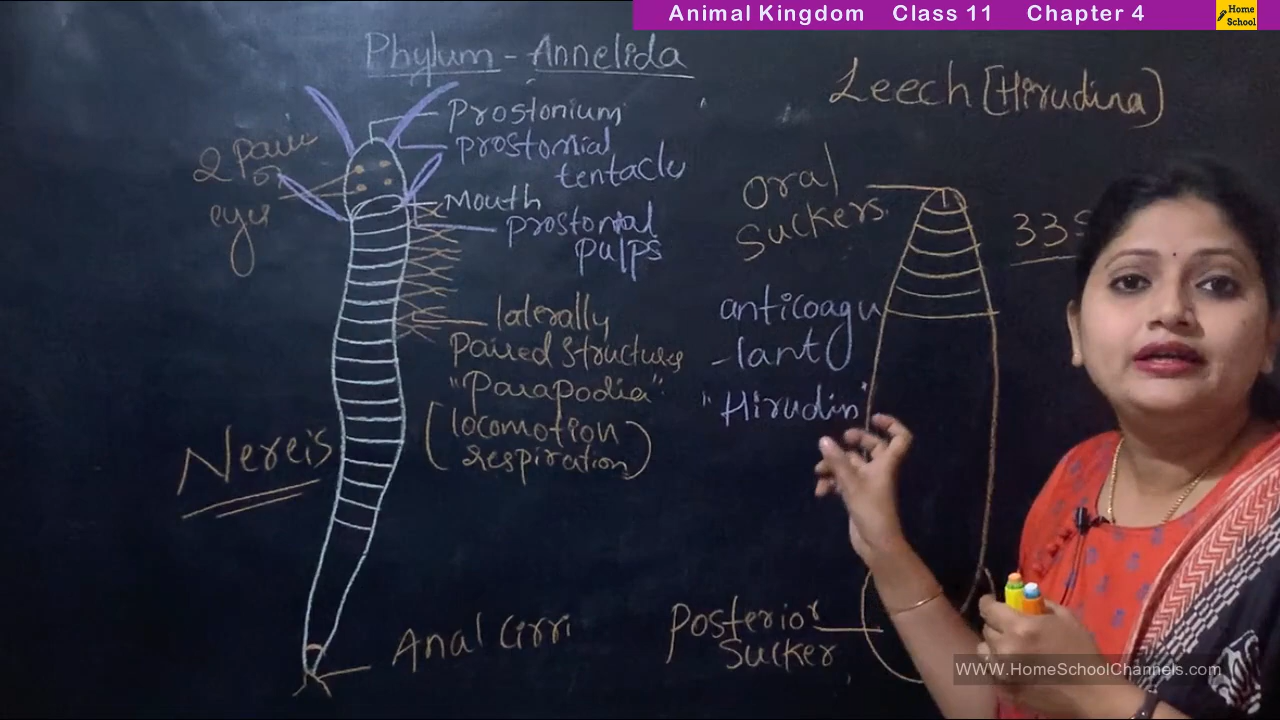 Animal Kingdom Class 11 Chapter 4
Home
School
Phylum - Annelida
Prostonium
prostomial
tentacle
2 pair
of
eyes
Mouth
prostomial
palps
laterally
Paired structures
"Parapodia"
(locomotion
respiration)
Nereis
Anal Cirri
Leech (Hirudina)
Oral
Suckers
33
anticoagu
-lant
"Hirudin"
Posterior
Sucker
WWW.HomeSchoolChannels.com